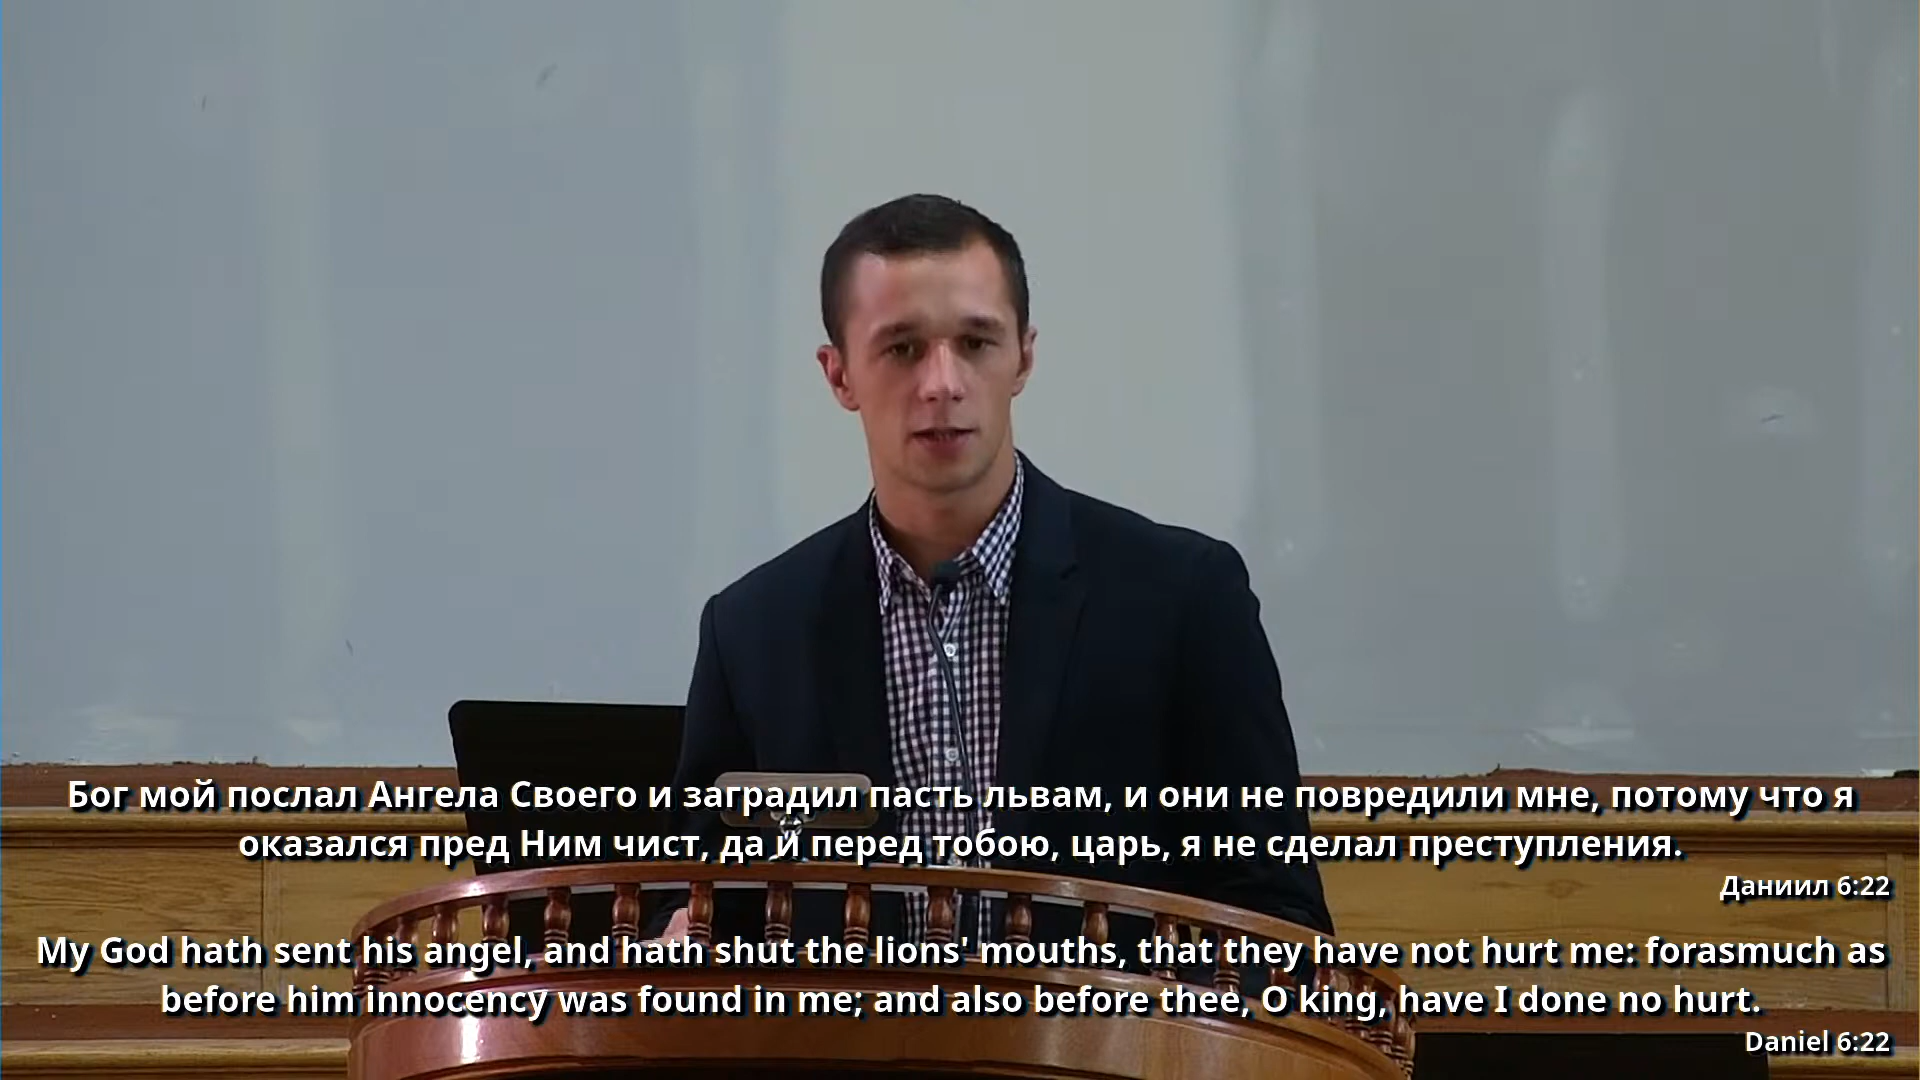 Бог мой послал Ангела Своего и заградил пасть львам, и они не повредили мне, потому что я
оказался пред Ним чист, да и перед тобою, царь, я не сделал преступления.
Даниил 6:22
My God hath sent his angel, and hath shut the lions' mouths, that they have not hurt me: forasmuch as
before him innocency was found in me; and also before thee, O king, have I done no hurt.
Daniel 6:22